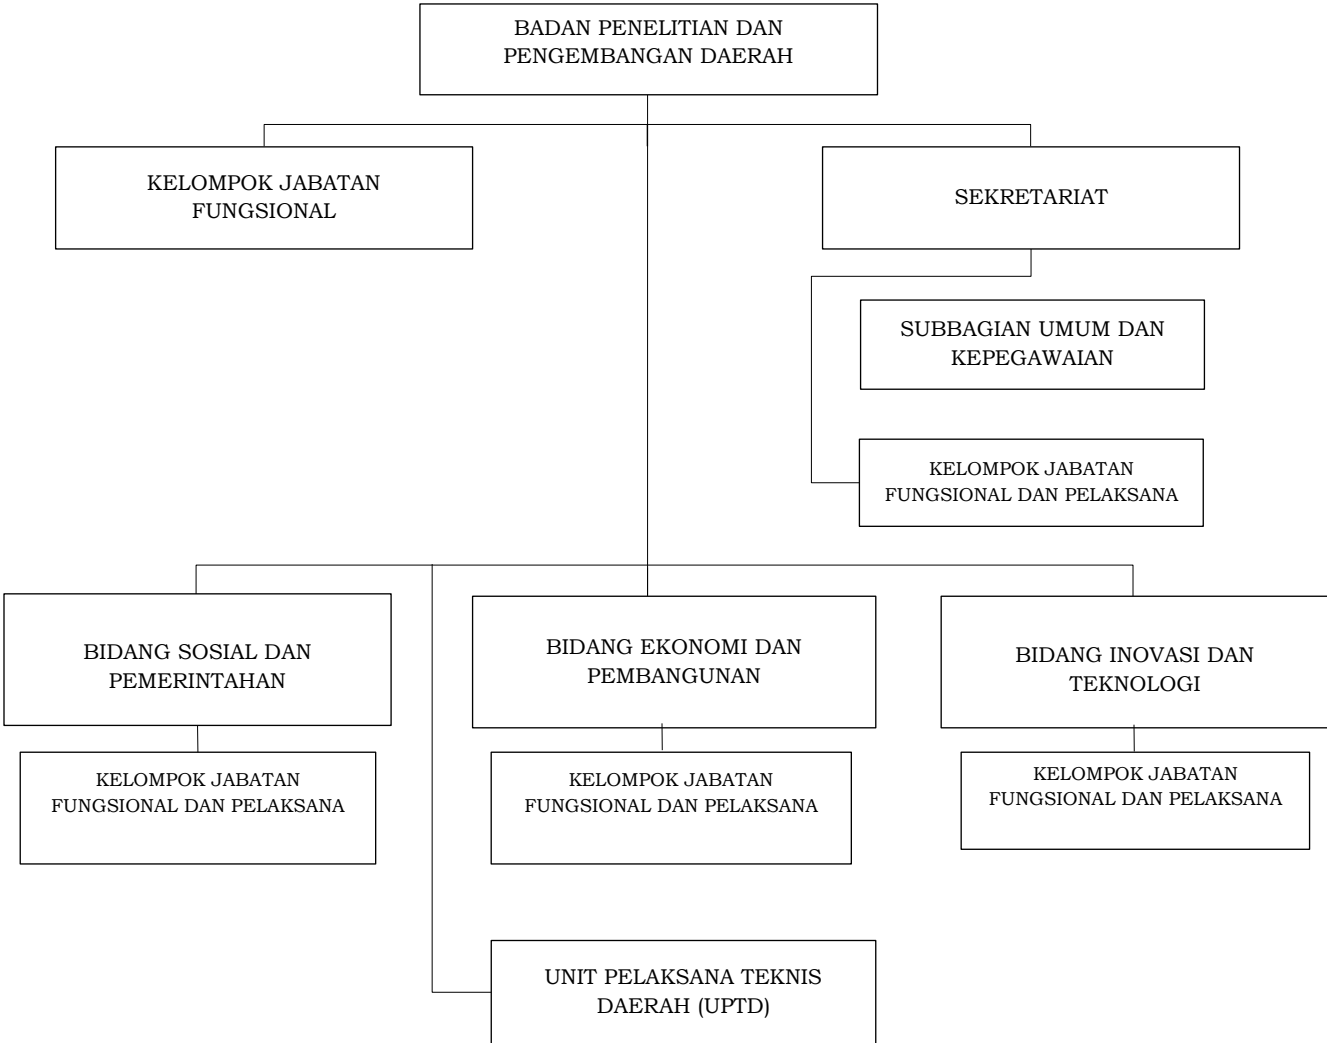 BADAN PENELITIAN DAN
PENGEMBANGAN DAERAH
KELOMPOK JABATAN
FUNGSIONAL
SEKRETARIAT
SUBBAGIAN UMUM DAN
KEPEGAWAIAN
KELOMPOK JABATAN
FUNGSIONAL DAN PELAKSANA
BIDANG SOSIAL DAN
PEMERINTAHAN
BIDANG EKONOMI DAN
PEMBANGUNAN
BIDANG INOVASI DAN
TEKNOLOGI
KELOMPOK JABATAN
FUNGSIONAL DAN PELAKSANA
KELOMPOK JABATAN
FUNGSIONAL DAN PELAKSANA
KELOMPOK JABATAN
FUNGSIONAL DAN PELAKSANA
UNIT PELAKSANA TEKNIS
DAERAH (UPTD)